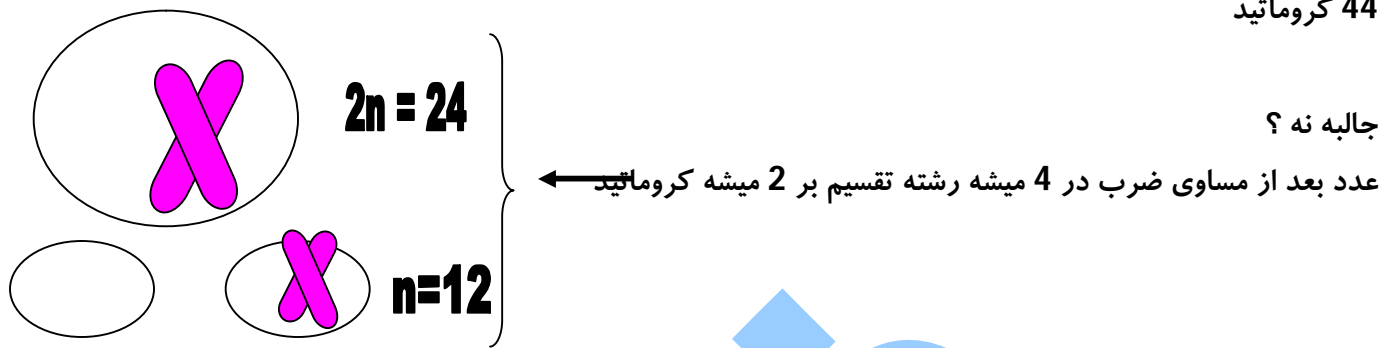 44 کروماتید
2n = 24
جالبه نه ؟
عدد بعد از مساوی ضرب در 4 میشه رشته تقسیم بر 2 میشه کروماتید
n=12